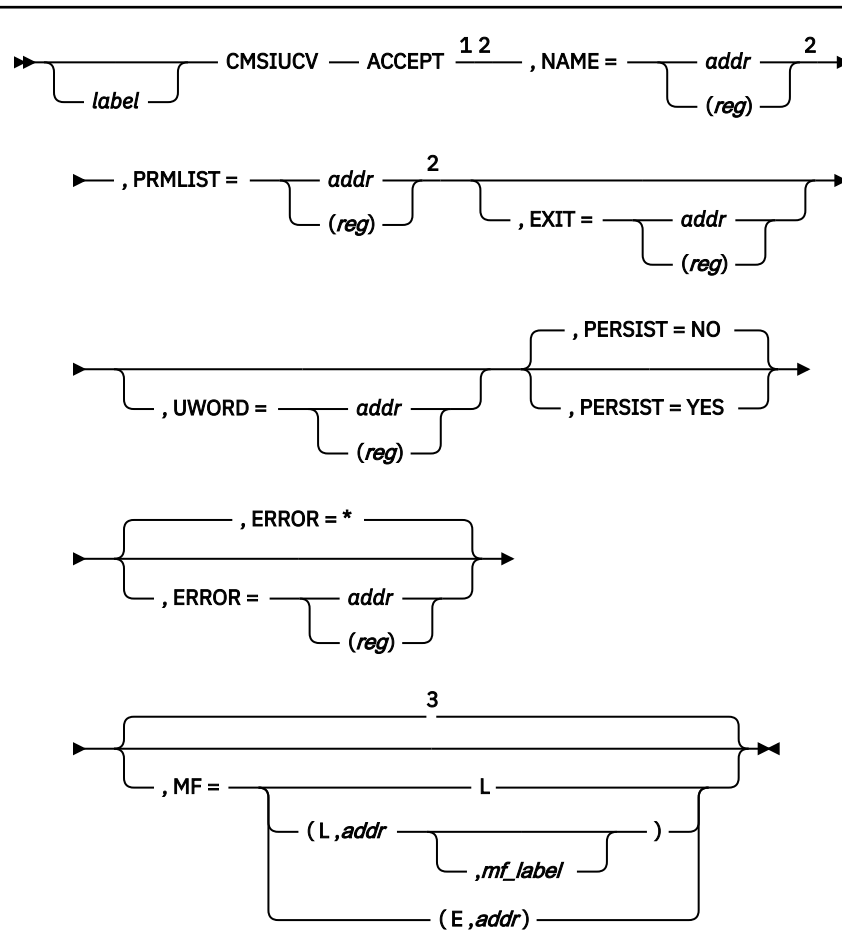 1 2 2
CMSIUCV ACCEPT , NAME = addr
label (reg)
2
, PRMLIST = addr
(reg) , EXIT = addr
(reg)
, PERSIST = NO
, UWORD = addr , PERSIST = YES
(reg)
, ERROR = *
, ERROR = addr
(reg)
3
, MF = L
( L ,addr )
,mf_label
( E ,addr)